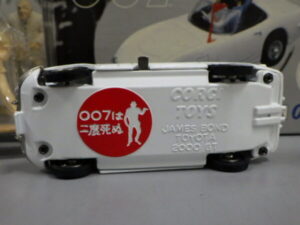 007は
二度死ぬ
CORGI
TOYS
JAMES BOND
TOYOTA
2000 GT